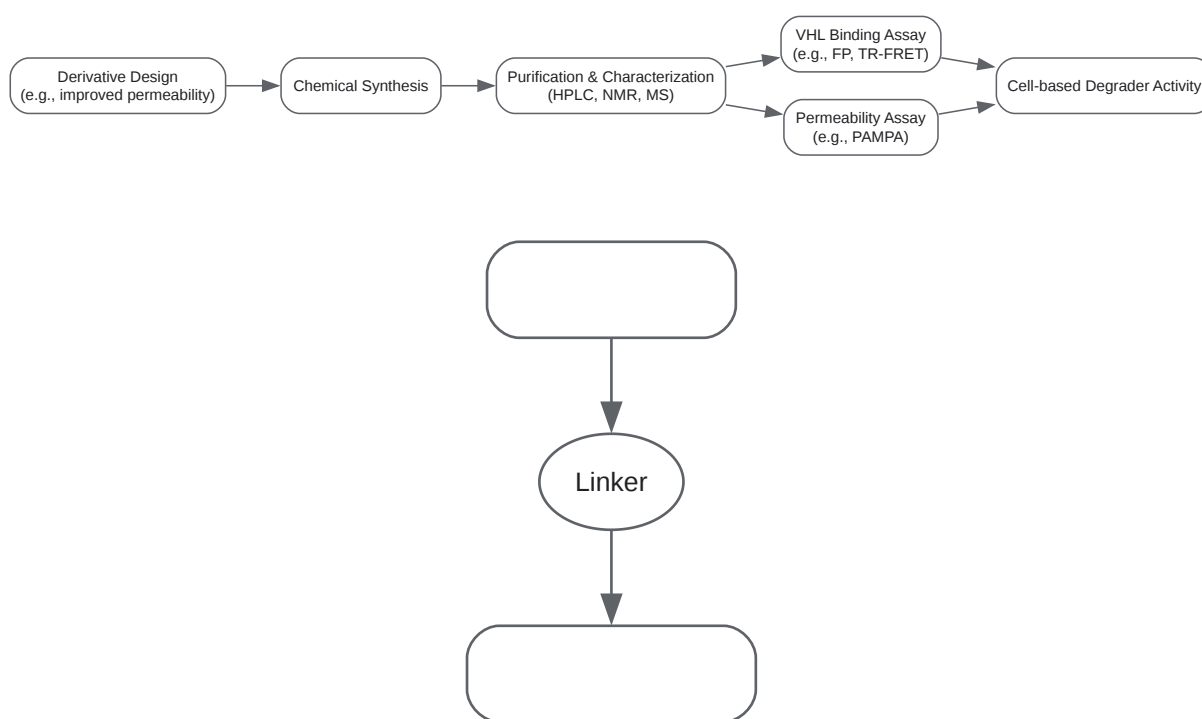 Derivative Design
(e.g., improved permeability)
Chemical Synthesis
Purification & Characterization
(HPLC, NMR, MS)
VHL Binding Assay
(e.g., FP, TR-FRET)
Permeability Assay
(e.g., PAMPA)
Cell-based Degrader Activity
Linker